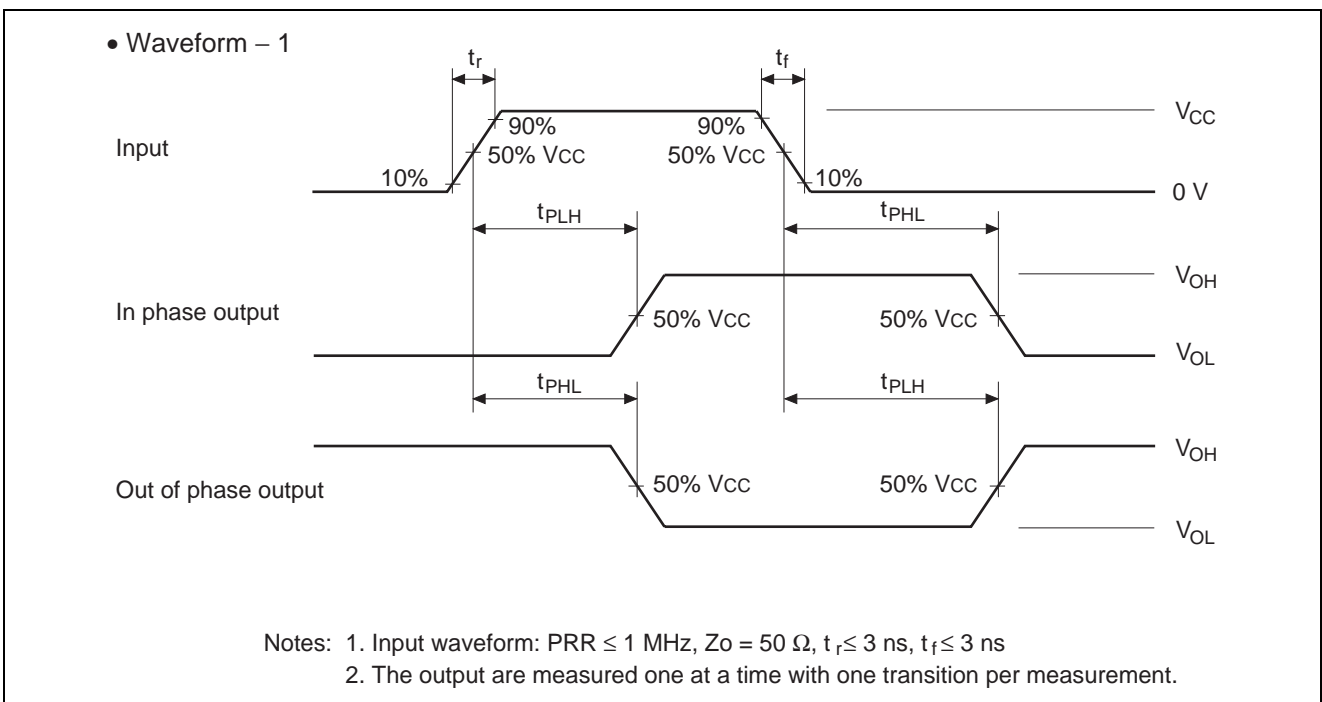 • Waveform – 1
tr
tf
Input
90%
90%
VCC
50% VCC
50% VCC
10%
10%
0 V
tPLH
tPHL
In phase output
VOH
50% VCC
50% VCC
VOL
tPHL
tPLH
Out of phase output
VOH
50% VCC
50% VCC
VOL
Notes: 1. Input waveform: PRR ≤ 1 MHz, Zo = 50 Ω, t r≤ 3 ns, t f≤ 3 ns
2. The output are measured one at a time with one transition per measurement.